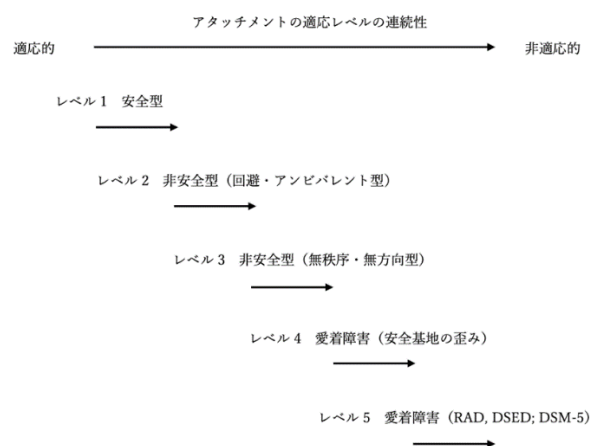 アタッチメントの適応レベルの連続性
適応的
非適応的
レベル 1　安全型
レベル 2　非安全型（回避・アンビバレント型）
レベル 3　非安全型（無秩序・無方向型）
レベル 4　愛着障害（安全基地の歪み）
レベル 5　愛着障害（RAD, DSED; DSM-5）